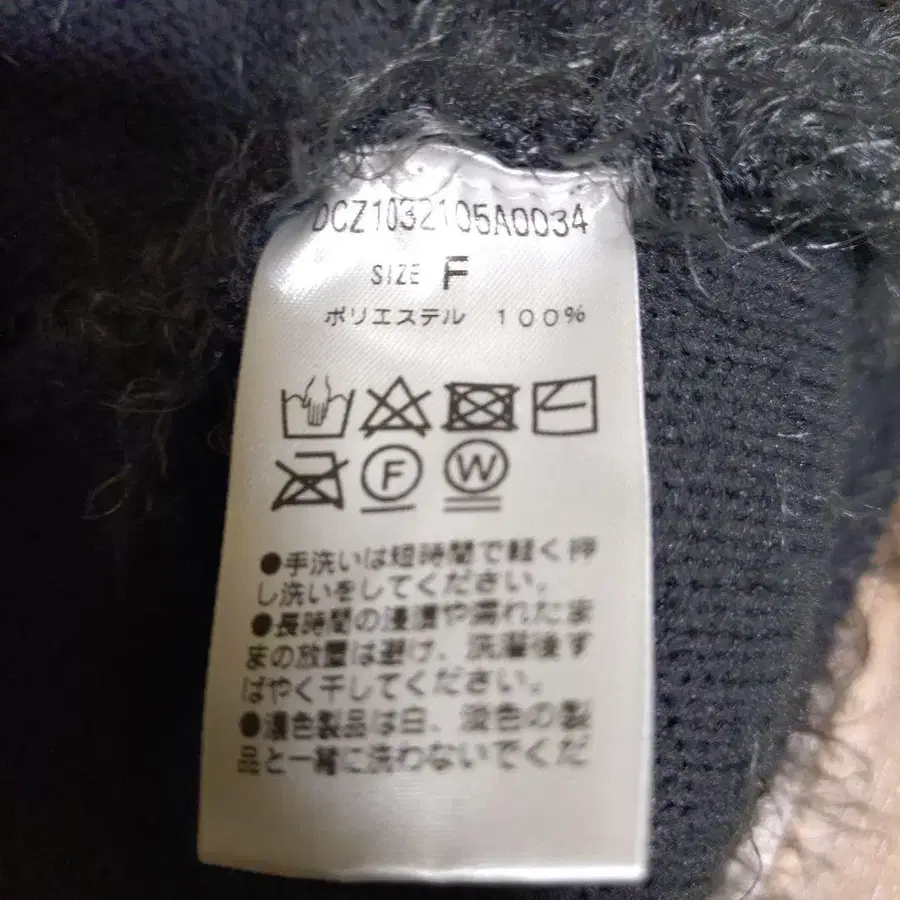 DCZ1032105A0034
SIZE F
ポリエステル 100%
F W
●手洗いは短時間で軽く押
し洗いをしてください。
●長時間の浸漬や濡れたま
まの放置は避け、洗濯後す
ばやく干してください。
●濃色製品は白、淡色の製
品と一緒に洗わないでくだ